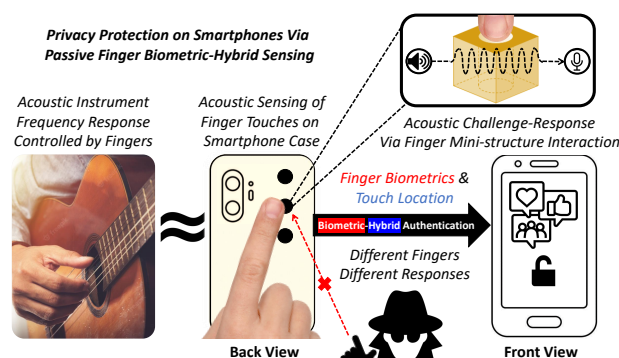 Privacy Protection on Smartphones Via
Passive Finger Biometric-Hybrid Sensing
Acoustic Instrument
Frequency Response
Controlled by Fingers
Acoustic Sensing of
Finger Touches on
Smartphone Case
Acoustic Challenge-Response
Via Finger Mini-structure Interaction
Finger Biometrics &
Touch Location
Biometric-Hybrid Authentication
Different Fingers
Different Responses
Back View
Front View